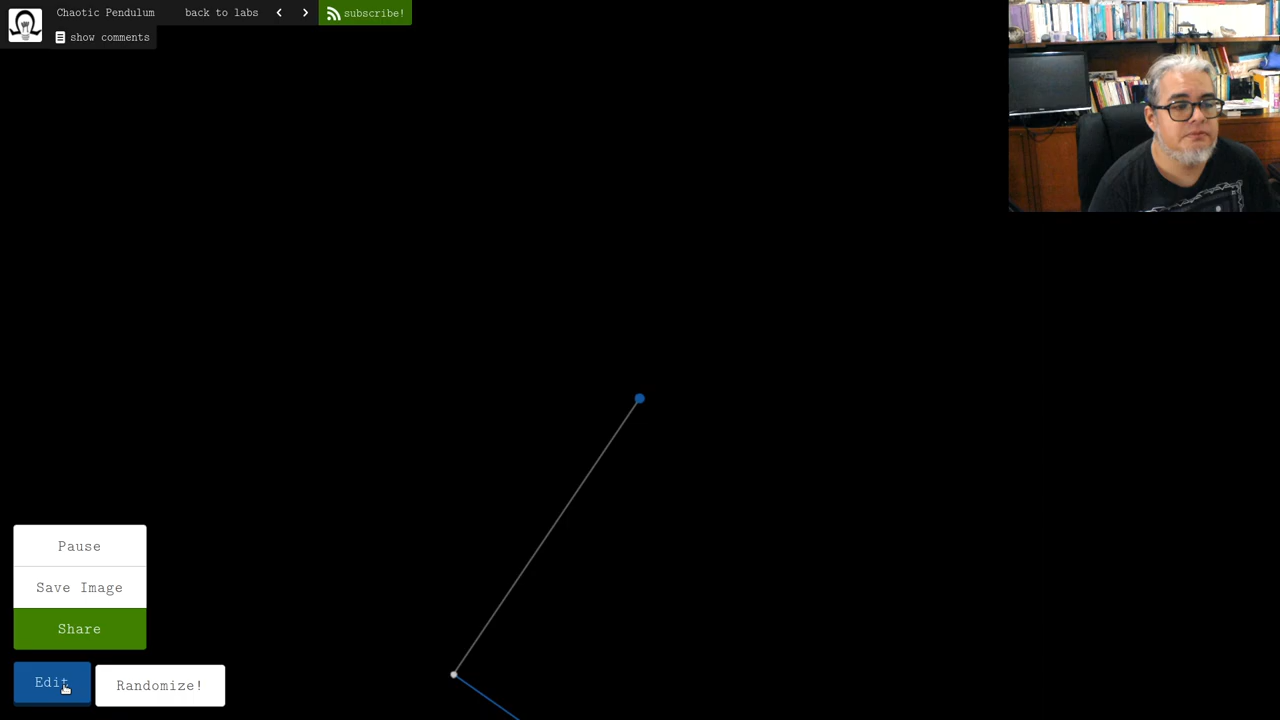 Chaotic Pendulum back to labs subscribe!
show comments
Pause
Save Image
Share
Edit Randomize!